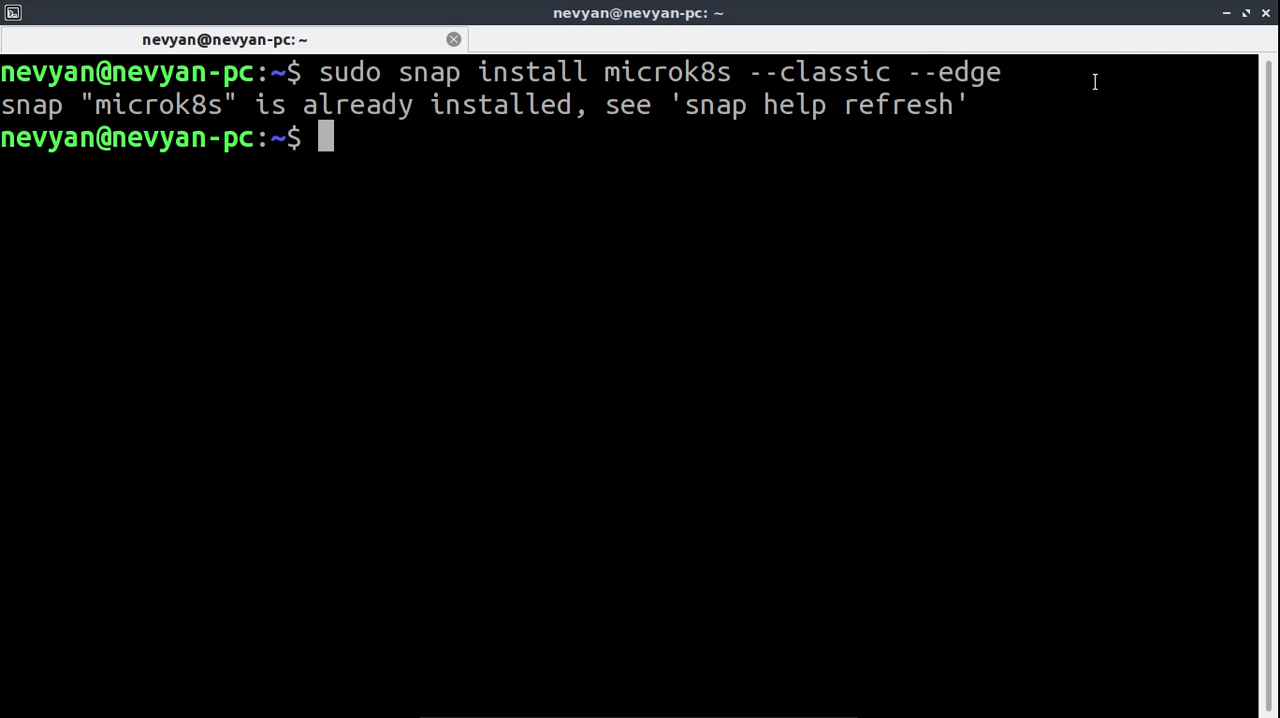 nevyan@nevyan-pc: ~
nevyan@nevyan-pc: ~
nevyan@nevyan-pc:~$ sudo snap install microk8s --classic --edge
snap "microk8s" is already installed, see 'snap help refresh'
nevyan@nevyan-pc:~$